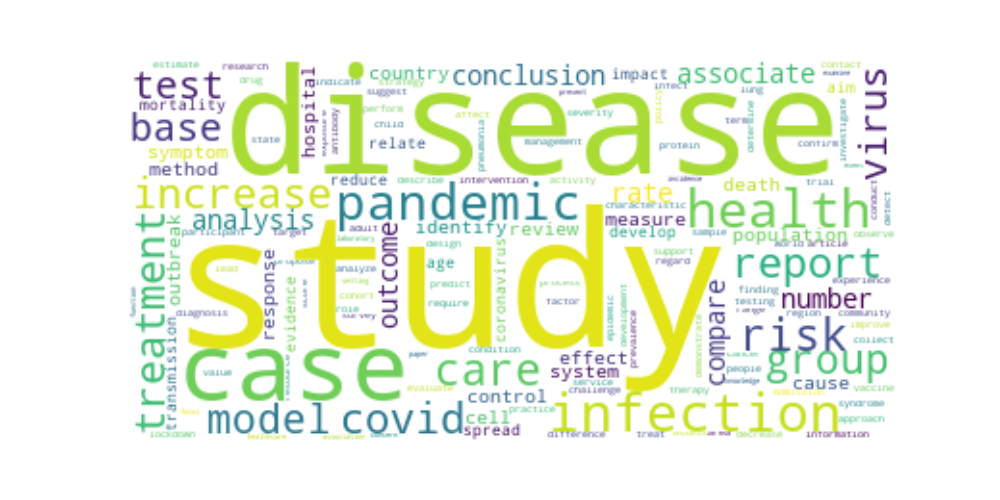 estimate
research
country
conclusion
impact
associate
contact
test
drug
indicate
strategy
suggest
prevent
infect
lung
aim
mortality
disease
hospital
virus
base
state
antibody
child
perform
affect
severity
policy
term
determine
confirm
investigate
symptom
relate
pneumonia
management
protein
method
reduce
describe
intervention
activity
incidence
trial
conduct
detect
increase
pandemic
rate
death
characteristic
health
treatment
outbreak
analysis
adult
identify
review
measure
develop
population
sample
observe
participant
target
laboratory
design
world
article
study
outcome
age
coronavirus
support
regard
report
response
evidence
lead
analyze
setting
cohort
role
survey
predict
require
process
factor
epidemic
development
prevalence
demonstrate
compare
finding
testing
experience
number
range
region
community
diagnosis
risk
improve
collect
transmission
case
value
paper
condition
care
effect
system
service
challenge
people
knowledge
group
cause
vaccine
evaluate
control
therapy
model
covid
cell
practice
spread
infection
syndrome
approach
lockdown
difference
treat
decrease
information